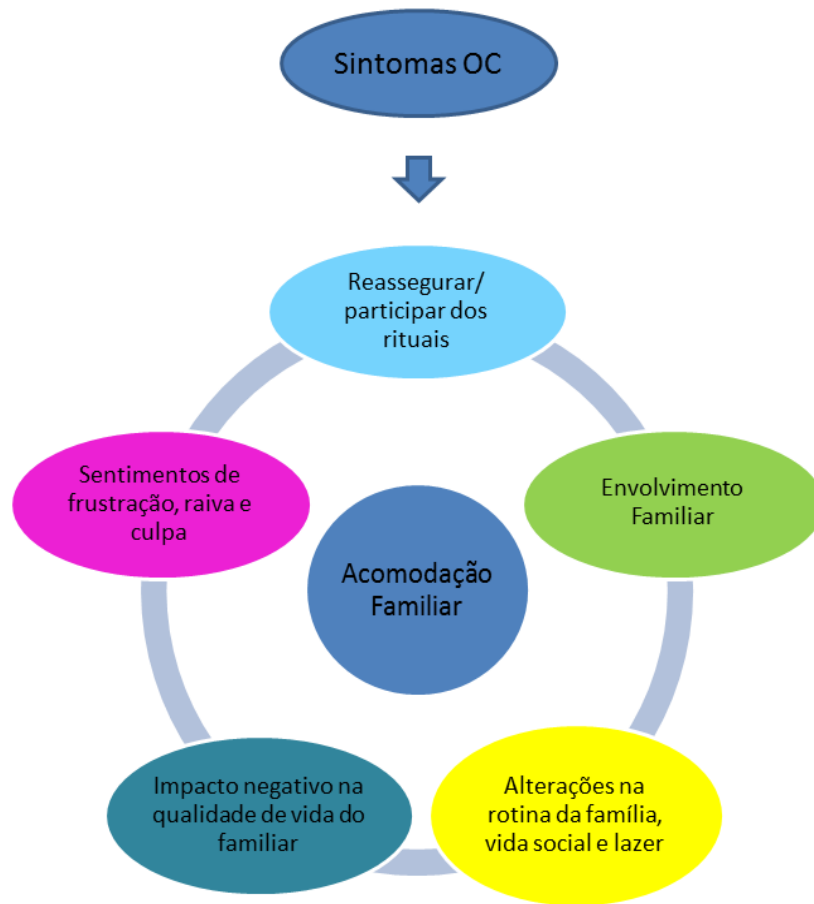 Sintomas OC
Reassegurar/
participar dos
rituais
Sentimentos de
frustração, raiva e
culpa
Envolvimento
Familiar
Acomodação
Familiar
Impacto negativo na
qualidade de vida do
familiar
Alterações na
rotina da família,
vida social e lazer